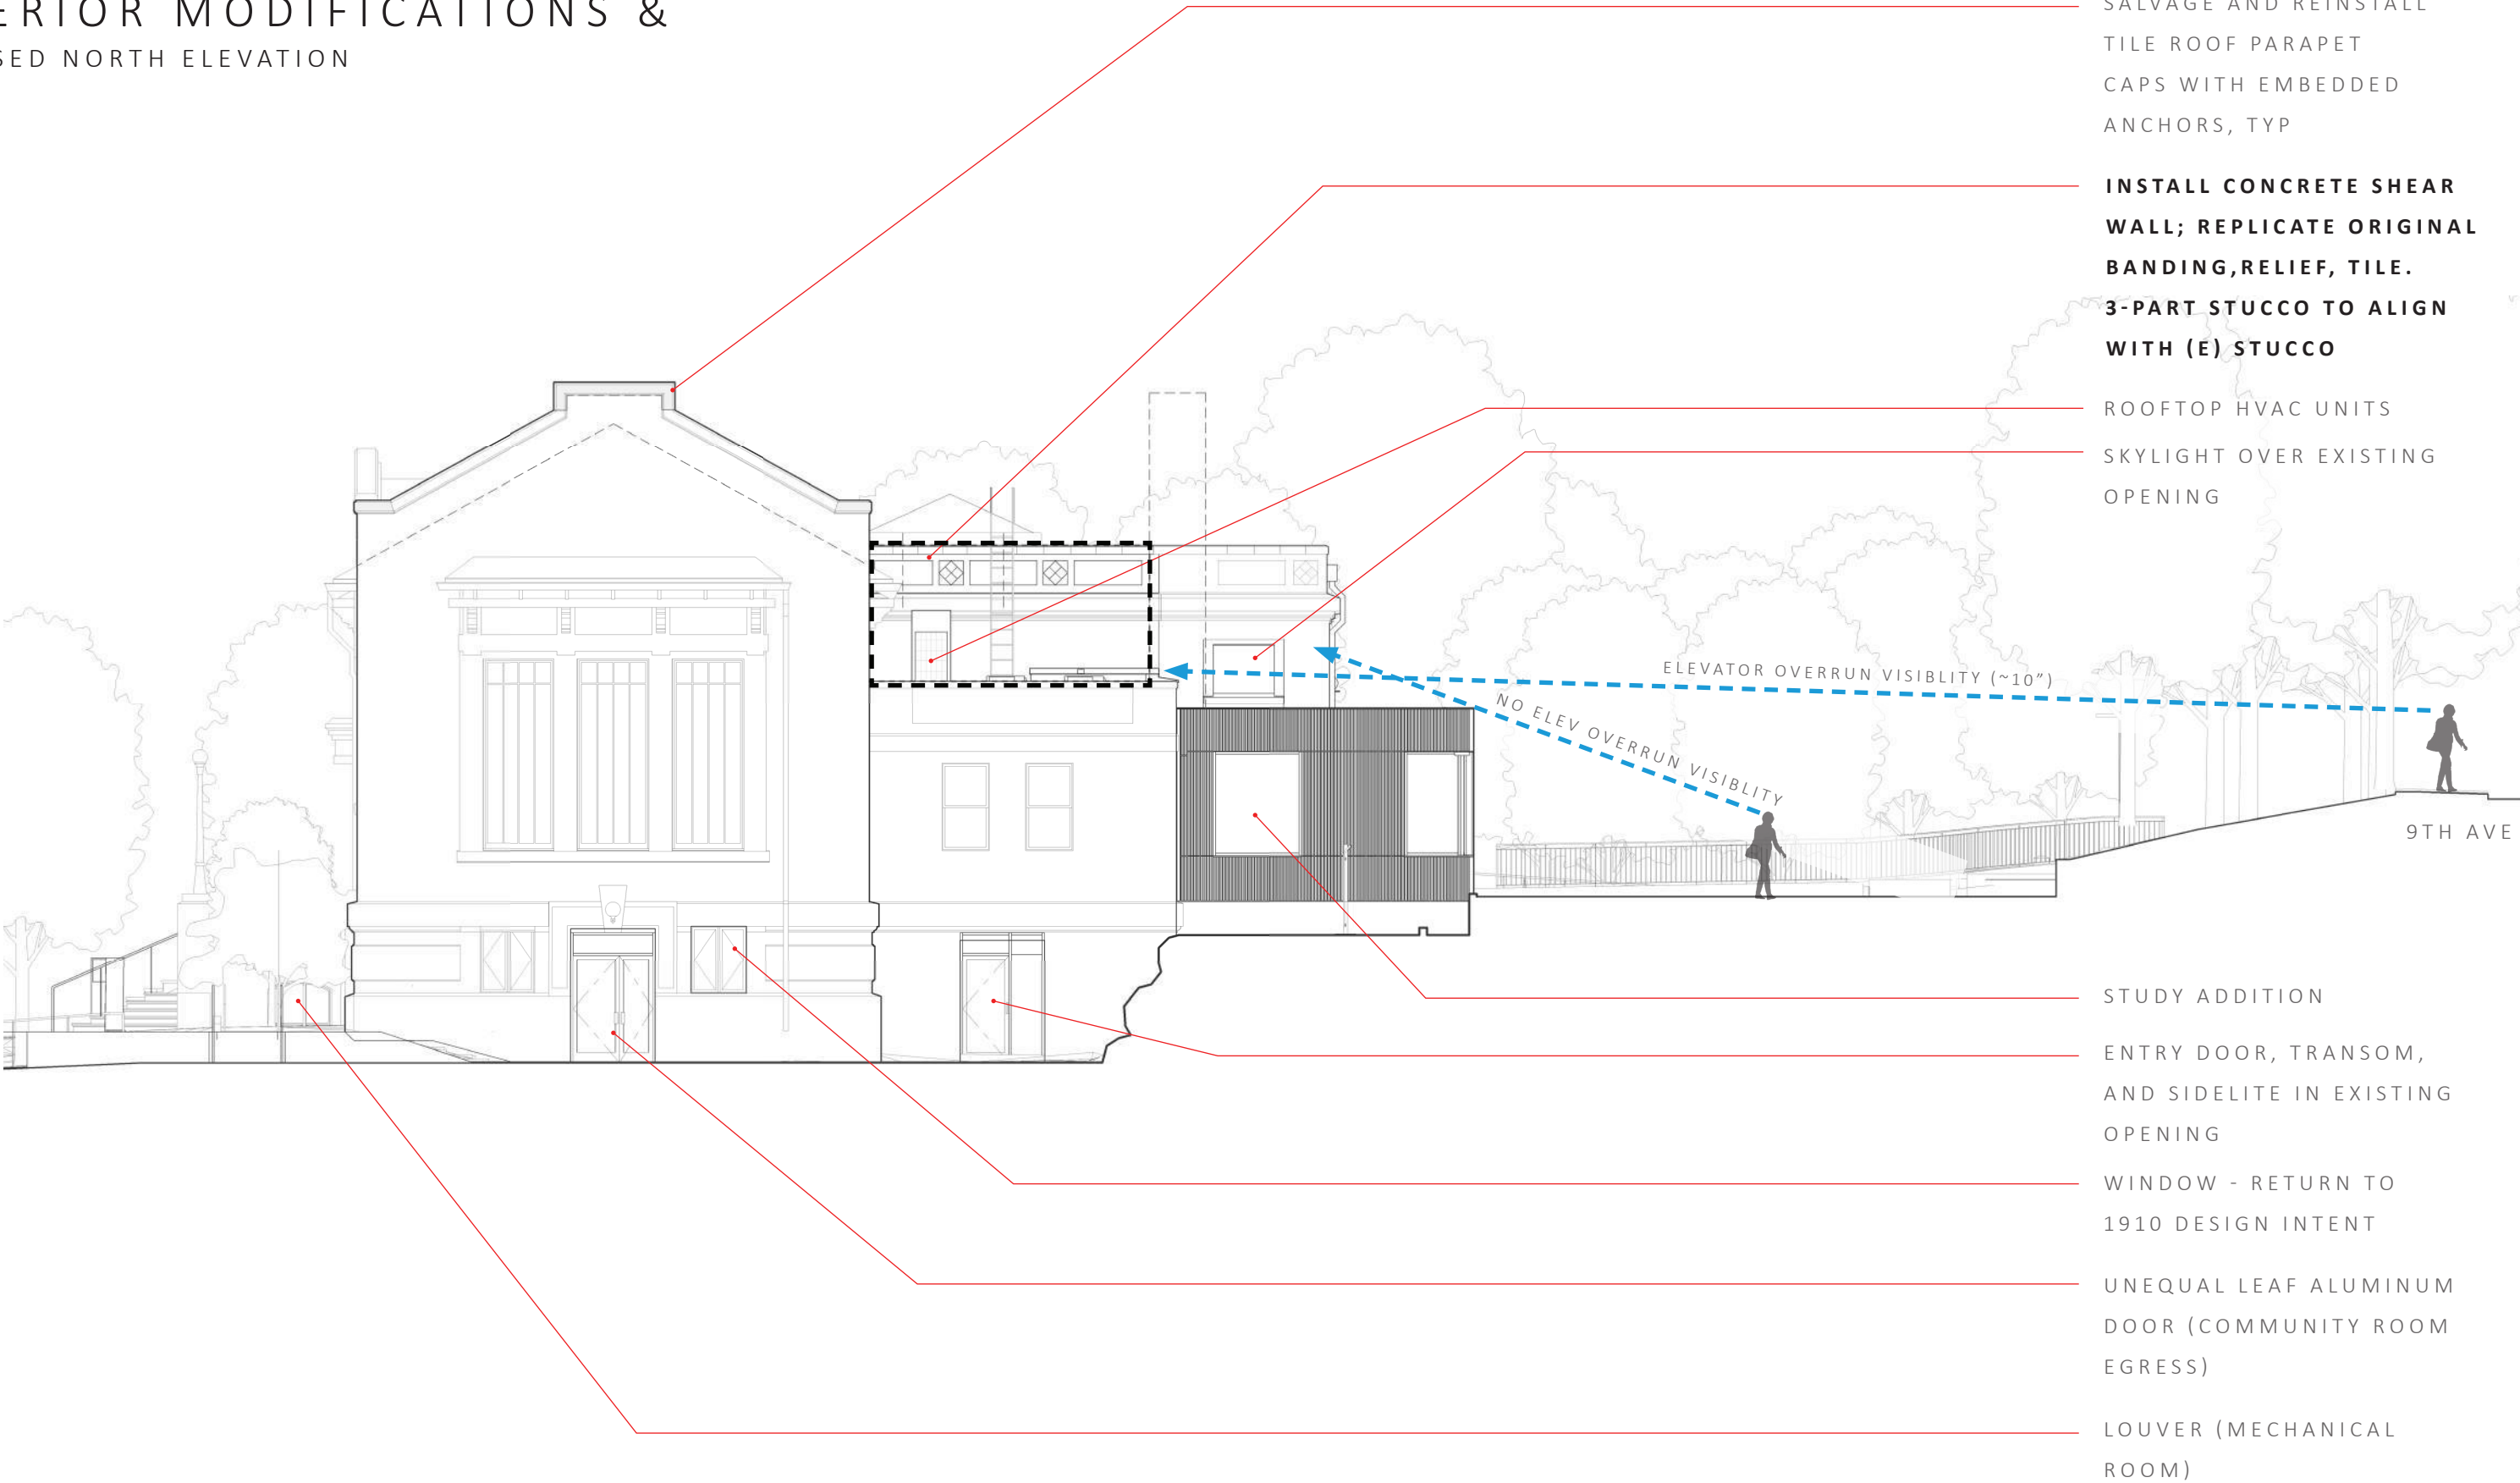 ERIOR MODIFICATIONS &
SED NORTH ELEVATION
SALVAGE AND REINSTALL
TILE ROOF PARAPET
CAPS WITH EMBEDDED
ANCHORS, TYP
INSTALL CONCRETE SHEAR
WALL; REPLICATE ORIGINAL
BANDING,RELIEF, TILE.
3-PART STUCCO TO ALIGN
WITH (E) STUCCO
ROOFTOP HVAC UNITS
SKYLIGHT OVER EXISTING
OPENING
ELEVATOR OVERRUN VISIBLITY (~10”)
NO ELEV OVERRUN VISIBLITY
9TH AVE
STUDY ADDITION
ENTRY DOOR, TRANSOM,
AND SIDELITE IN EXISTING
OPENING
WINDOW - RETURN TO
1910 DESIGN INTENT
UNEQUAL LEAF ALUMINUM
DOOR (COMMUNITY ROOM
EGRESS)
LOUVER (MECHANICAL
ROOM)